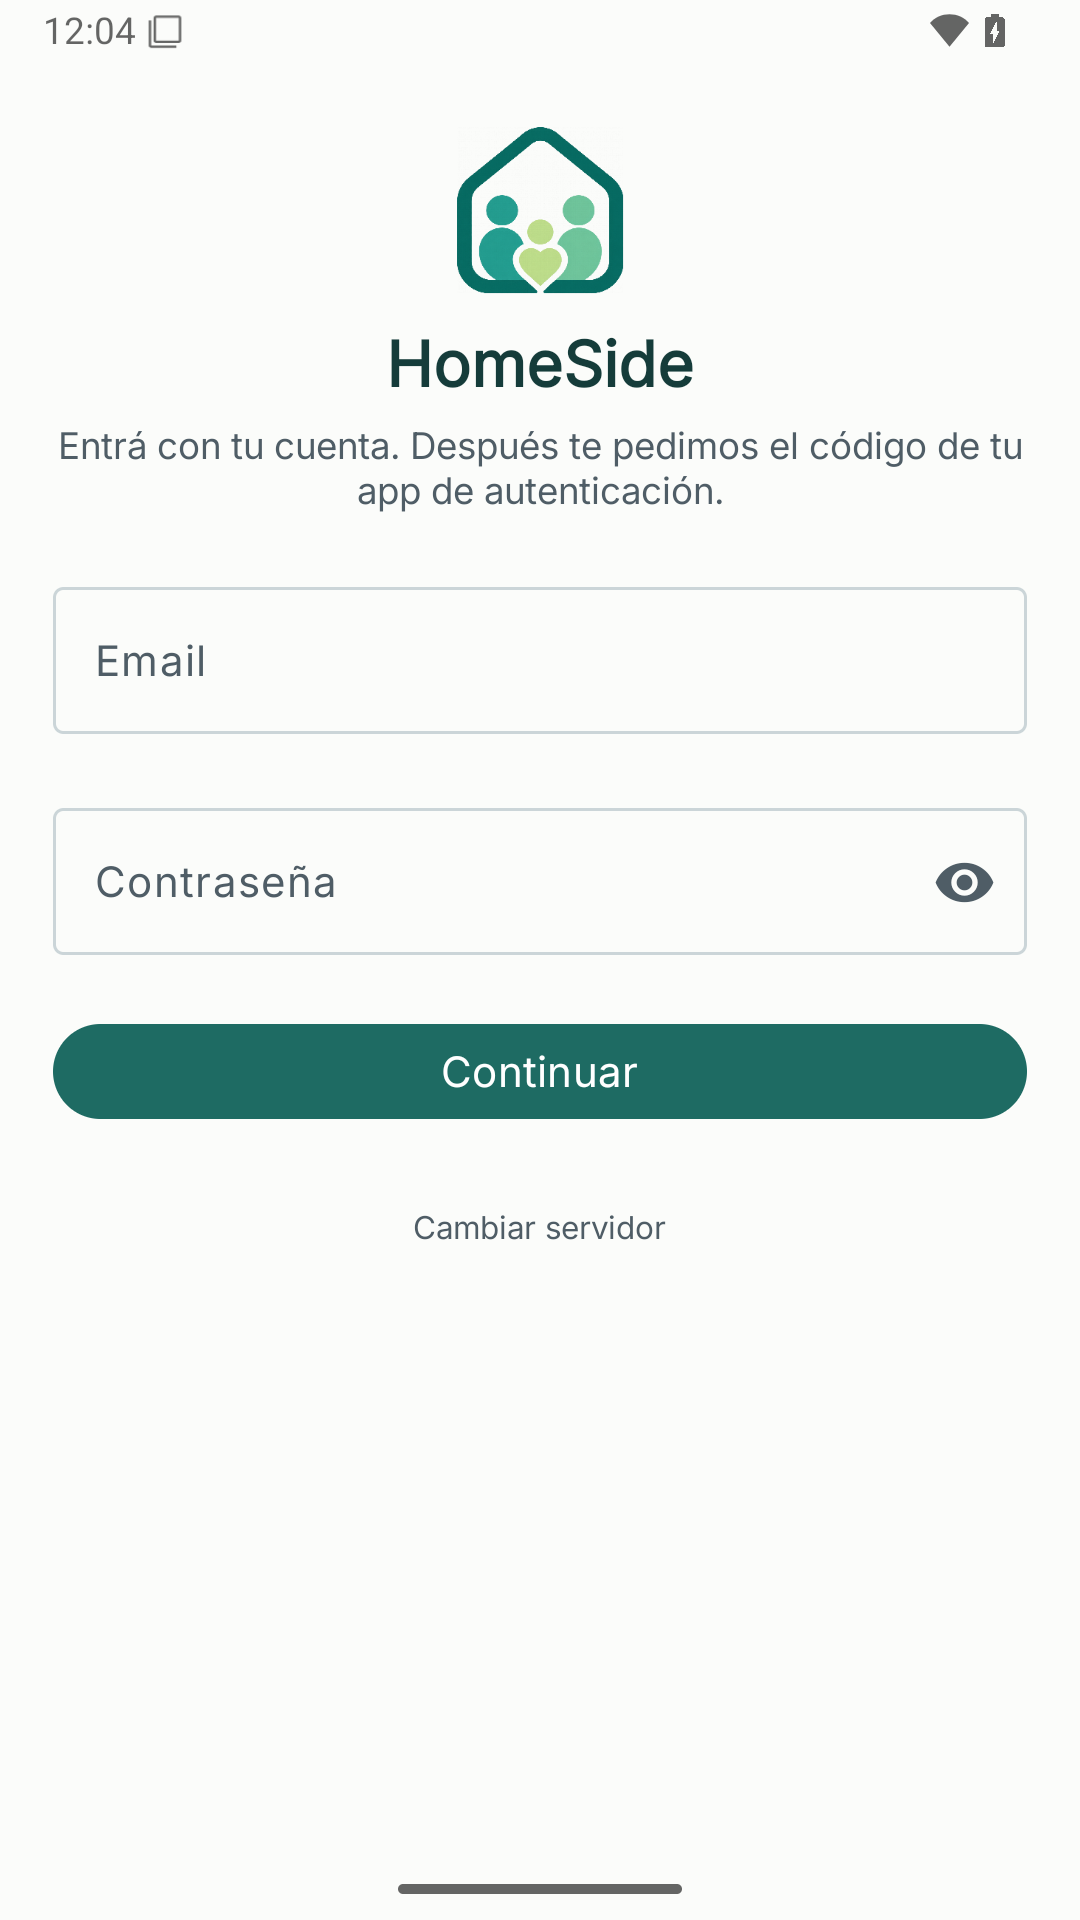 12:04
HomeSide
Entrá con tu cuenta. Después te pedimos el código de tu
app de autenticación.
Email
Contraseña
Continuar
Cambiar servidor